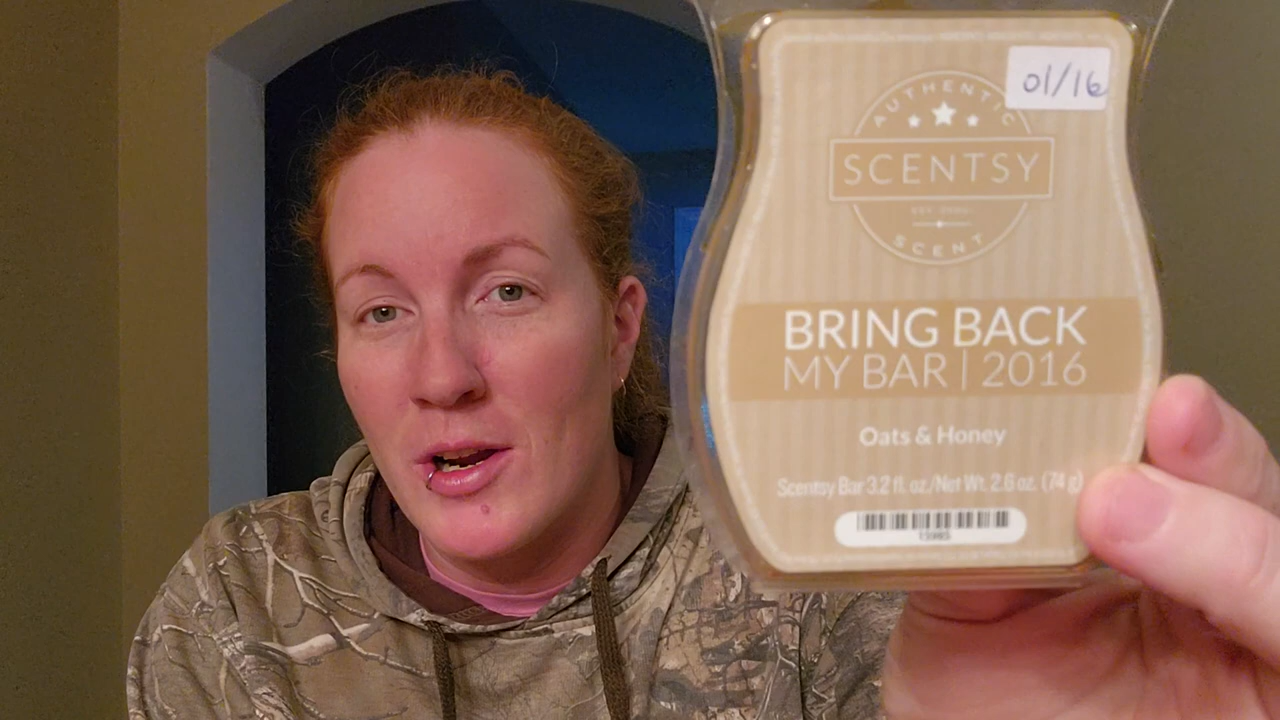 01/16
AUTHENTIC
SCENTSY
SCENT
BRING BACK
MY BAR | 2016
Oats & Honey
Scentsy Bar 3.2 fl. oz./Net Wt. 2.6 oz. (74 g)